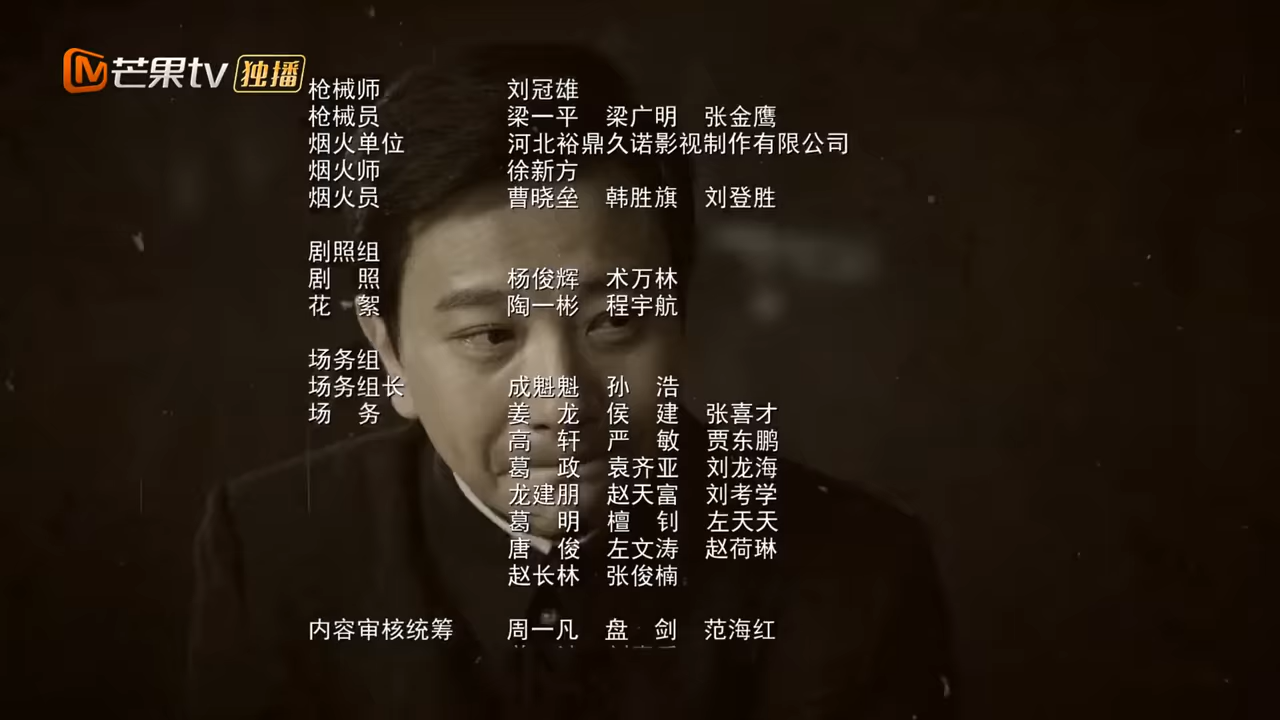 芒果tv 独播
枪械师 刘冠雄
枪械员 梁一平 梁广明 张金鹰
烟火单位 河北裕鼎久诺影视制作有限公司
烟火师 徐新方
烟火员 曹晓垒 韩胜旗 刘登胜
剧照组
剧 照 杨俊辉 术万林
花 絮 陶一彬 程宇航
场务组
场务组长 成魁魁 孙 浩
场 务 姜 龙 侯 建 张喜才
高 轩 严 敏 贾东鹏
葛 政 袁齐亚 刘龙海
龙建朋 赵天富 刘考学
葛 明 檀 钊 左天天
唐 俊 左文涛 赵荷琳
赵长林 张俊楠
内容审核统筹 周一凡 盘 剑 范海红